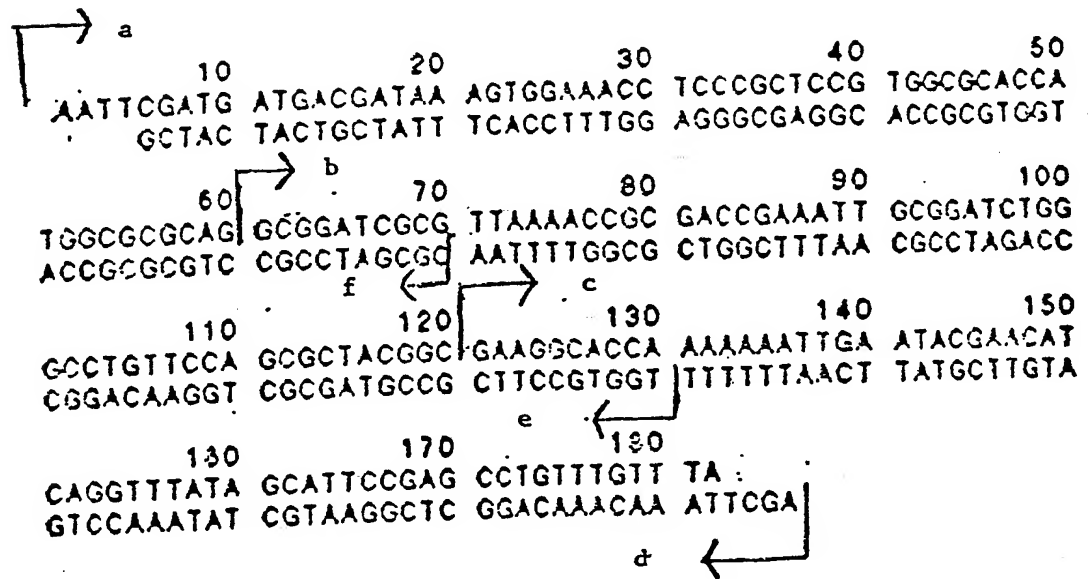 a
10 20 30 40 50
AATTCGATG ATGACGATAA AGTGGAAACC TCCCGCTCCG TGGCGCACCA
GCTAC TACTGCTATT TCACCTTTGG AGGGCGAGGC ACCGCGTGGT
b
60 70 80 90 100
TGGCGCGCAG GCGGATCGCG TTAAAACCGC GACCGAAATT GCGGATCTGG
ACCGCGCGTC CGCCTAGCGC AATTTTGGCG CTGGCTTTAA CGCCTAGACC
f c
110 120 130 140 150
GCCTGTTCCA GCGCTACGGC GAAGGCACCA AAAAAATTGA ATACGAACAT
CGGACAAGGT CGCGATGCCG CTTCCGTGGT TTTTTTAACT TATGCTTGTA
e
130 170 180
CAGGTTTATA GCATTCCGAG CCTGTTTGTT TA
GTCCAAATAT CGTAAGGCTC GGACAAACAA ATTCGA
d